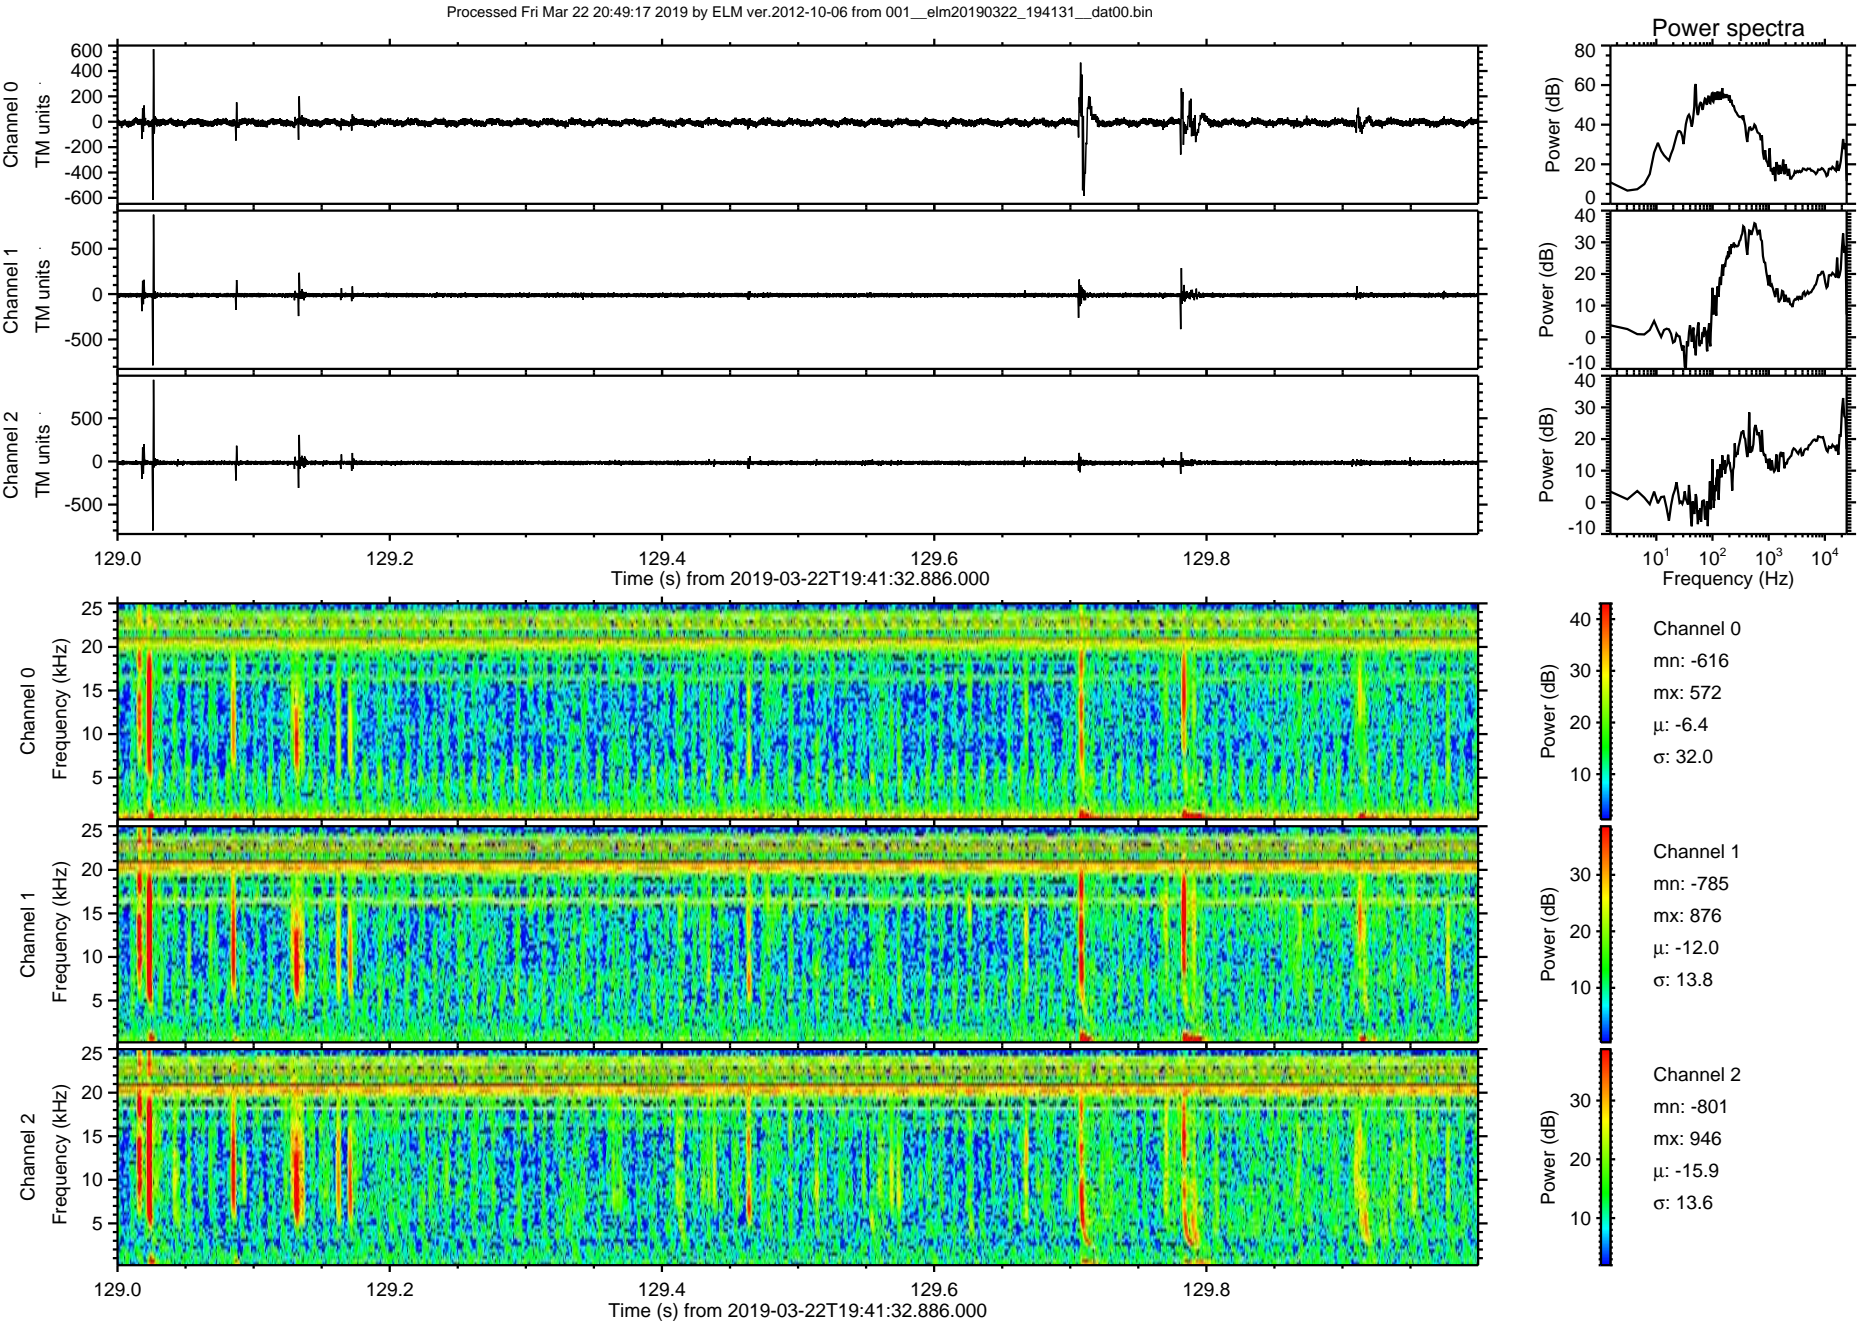 Processed Fri Mar 22 20:49:17 2019 by ELM ver.2012-10-06 from 001__elm20190322_194131__dat00.bin
Power spectra
Channel 0
TM units
600
400
200
0
-200
-400
-600
Power (dB)
80
60
40
20
0
Channel 1
TM units
500
0
-500
Power (dB)
40
30
20
10
0
-10
Channel 2
TM units
500
0
-500
Power (dB)
40
30
20
10
0
-10
129.0 129.2 129.4 129.6 129.8
Time (s) from 2019-03-22T19:41:32.886.000
10¹ 10² 10³ 10⁴
Frequency (Hz)
Channel 0
Frequency (kHz)
25
20
15
10
5
Power (dB)
40
30
20
10
Channel 0
mn: -616
mx: 572
μ: -6.4
σ: 32.0
Channel 1
Frequency (kHz)
25
20
15
10
5
Power (dB)
30
20
10
Channel 1
mn: -785
mx: 876
μ: -12.0
σ: 13.8
Channel 2
Frequency (kHz)
25
20
15
10
5
Power (dB)
30
20
10
Channel 2
mn: -801
mx: 946
μ: -15.9
σ: 13.6
129.0 129.2 129.4 129.6 129.8
Time (s) from 2019-03-22T19:41:32.886.000